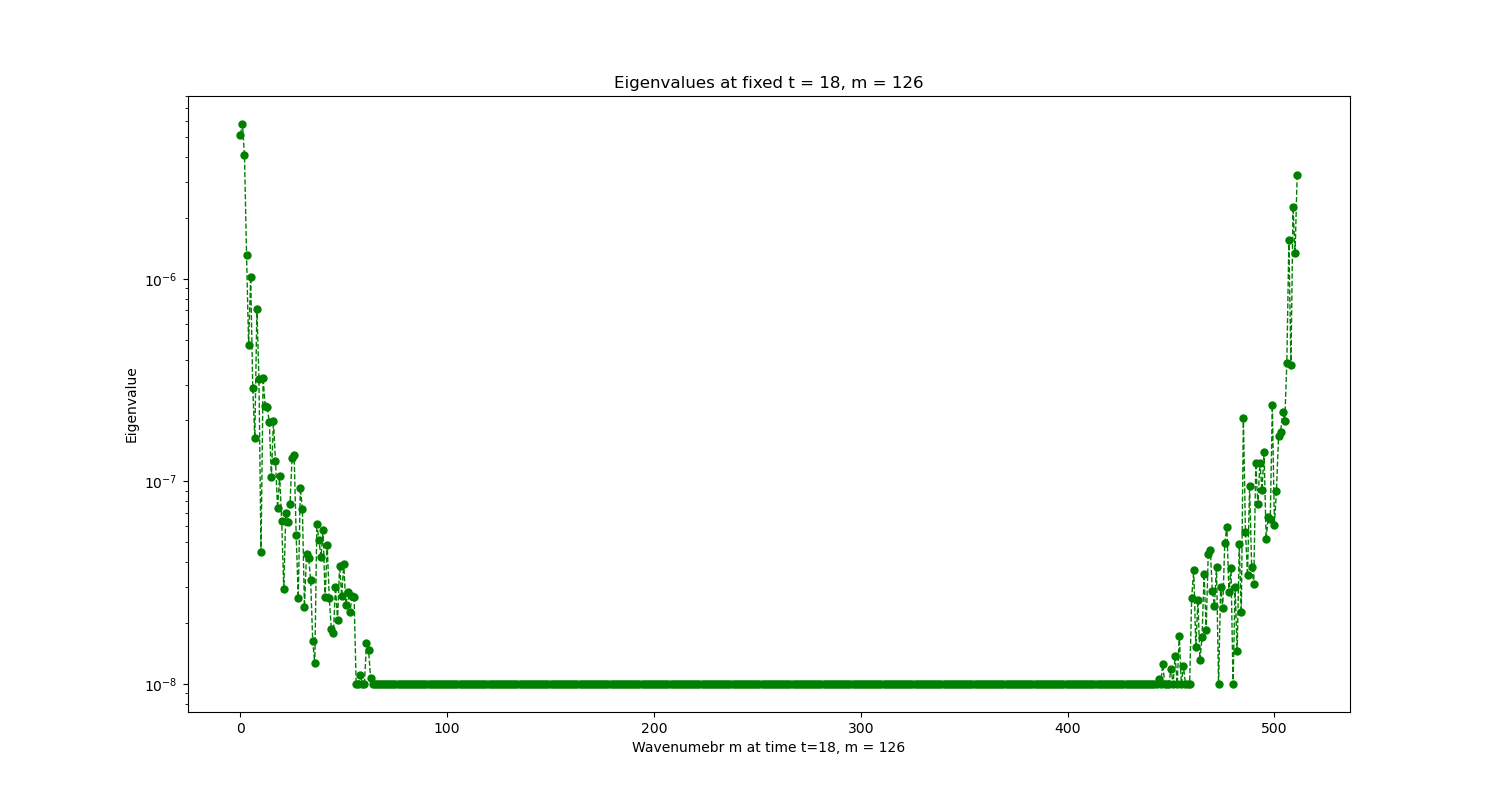 Eigenvalues at fixed t = 18, m = 126
Eigenvalue
10⁻⁶
10⁻⁷
10⁻⁸
0 100 200 300 400 500
Wavenumebr m at time t=18, m = 126